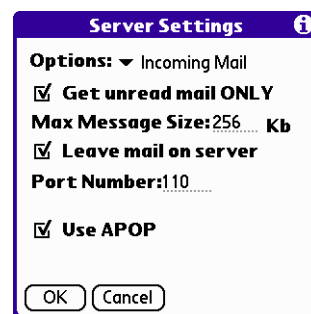 Server Settings
Options: Incoming Mail
Get unread mail ONLY
Max Message Size: 256 Kb
Leave mail on server
Port Number: 110
Use APOP
OK Cancel